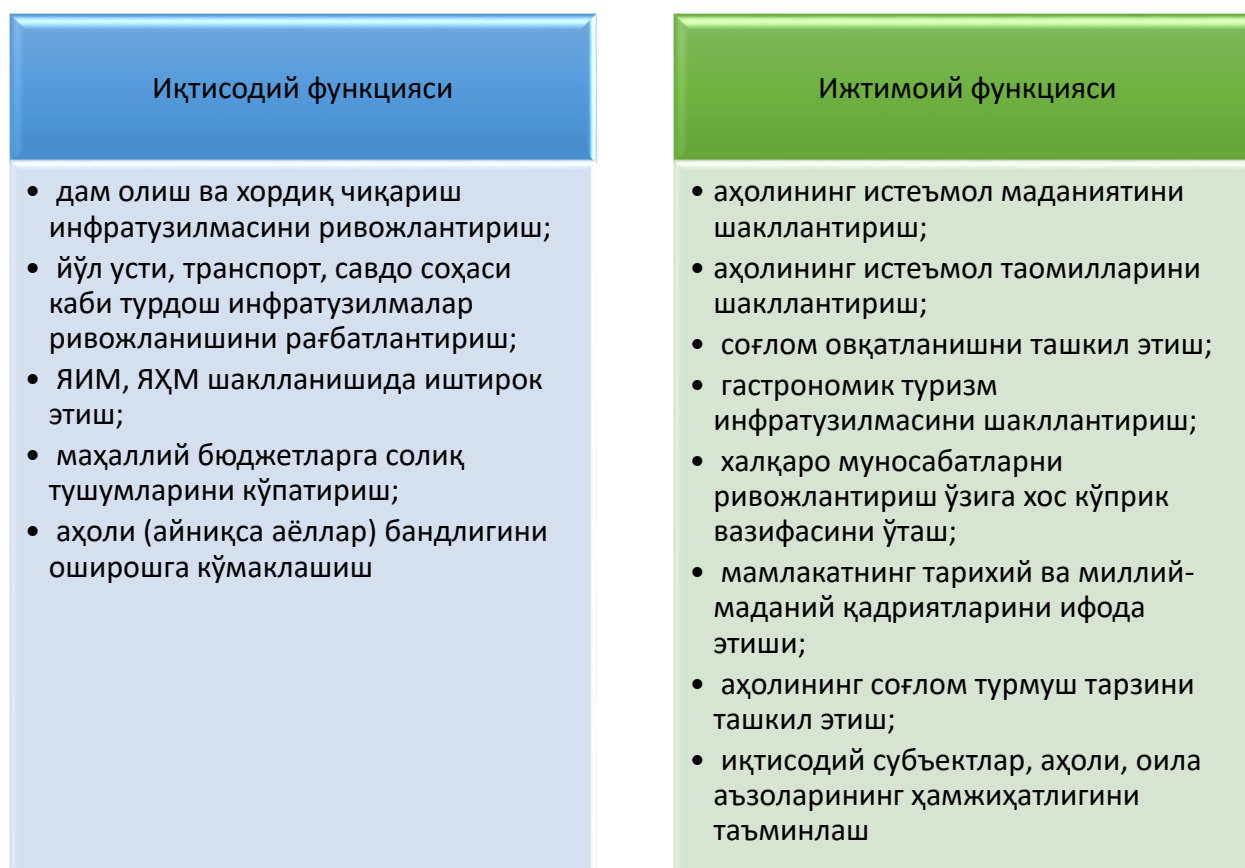 Иқтисодий функцияси
• дам олиш ва хордиқ чиқариш
инфратузилмасини ривожлантириш;
• йўл усти, транспорт, савдо соҳаси
каби турдош инфратузилмалар
ривожланишини рағбатлантириш;
• ЯИМ, ЯҲМ шаклланишида иштирок
этиш;
• маҳаллий бюджетларга солиқ
тушумларини кўпатириш;
• аҳоли (айниқса аёллар) бандлигини
оширошга кўмаклашиш
Ижтимоий функцияси
• аҳолининг истеъмол маданиятини
шакллантириш;
• аҳолининг истеъмол таомилларини
шакллантириш;
• соғлом овқатланишни ташкил этиш;
• гастрономик туризм
инфратузилмасини шакллантириш;
• халқаро муносабатларни
ривожлантириш ўзига хос кўприк
вазифасини ўташ;
• мамлакатнинг тарихий ва миллий-
маданий қадриятларини ифода
этиши;
• аҳолининг соғлом турмуш тарзини
ташкил этиш;
• иқтисодий субъектлар, аҳоли, оила
аъзоларининг ҳамжиҳатлигини
таъминлаш